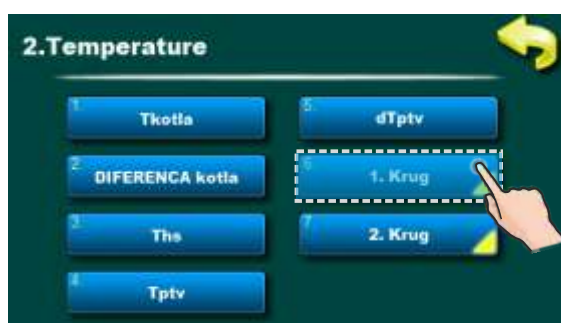 2.Temperature
1.
Tkotla
2.
DIFERENCA kotla
3.
Ths
4.
Tptv
5.
dTptv
6
1. Krug
7
2. Krug